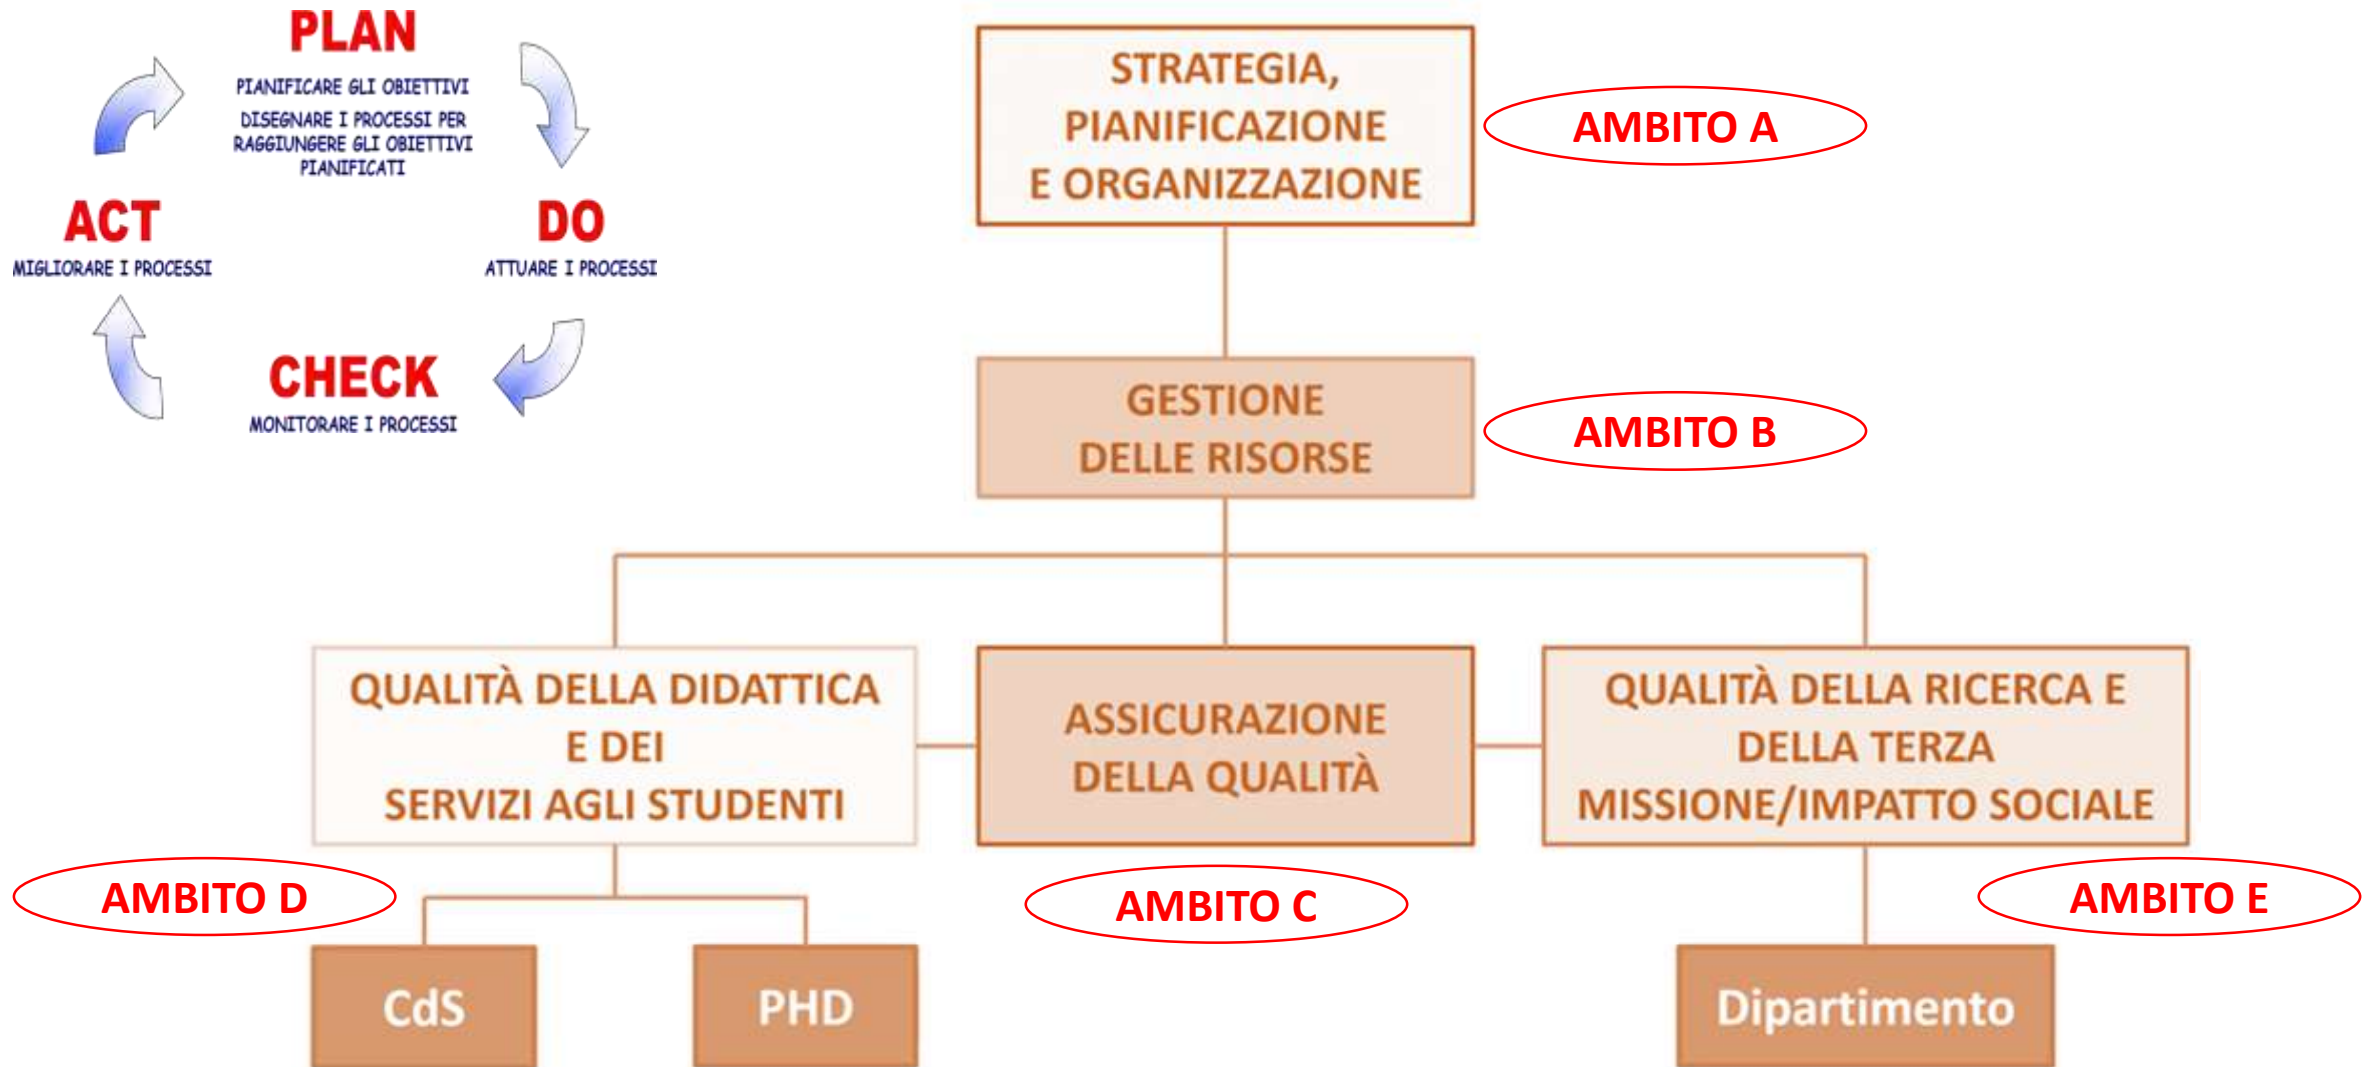 PLAN
PIANIFICARE GLI OBIETTIVI
DISEGNARE I PROCESSI PER
RAGGIUNGERE GLI OBIETTIVI
PIANIFICATI
ACT
MIGLIORARE I PROCESSI
DO
ATTUARE I PROCESSI
CHECK
MONITORARE I PROCESSI
STRATEGIA,
PIANIFICAZIONE
E ORGANIZZAZIONE
AMBITO A
GESTIONE
DELLE RISORSE
AMBITO B
QUALITÀ DELLA DIDATTICA
E DEI
SERVIZI AGLI STUDENTI
ASSICURAZIONE
DELLA QUALITÀ
QUALITÀ DELLA RICERCA E
DELLA TERZA
MISSIONE/IMPATTO SOCIALE
AMBITO D
AMBITO C
AMBITO E
CdS
PHD
Dipartimento